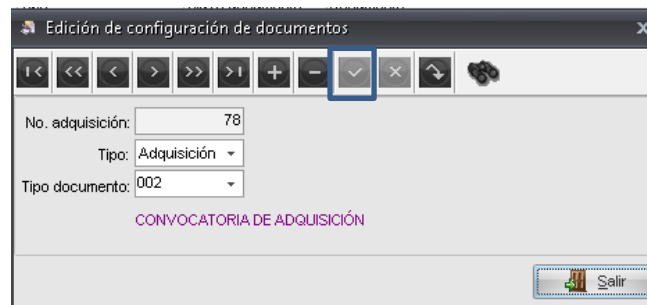 Edición de configuración de documentos
No. adquisición: 78
Tipo: Adquisición
Tipo documento: 002
CONVOCATORIA DE ADQUISICIÓN
Salir